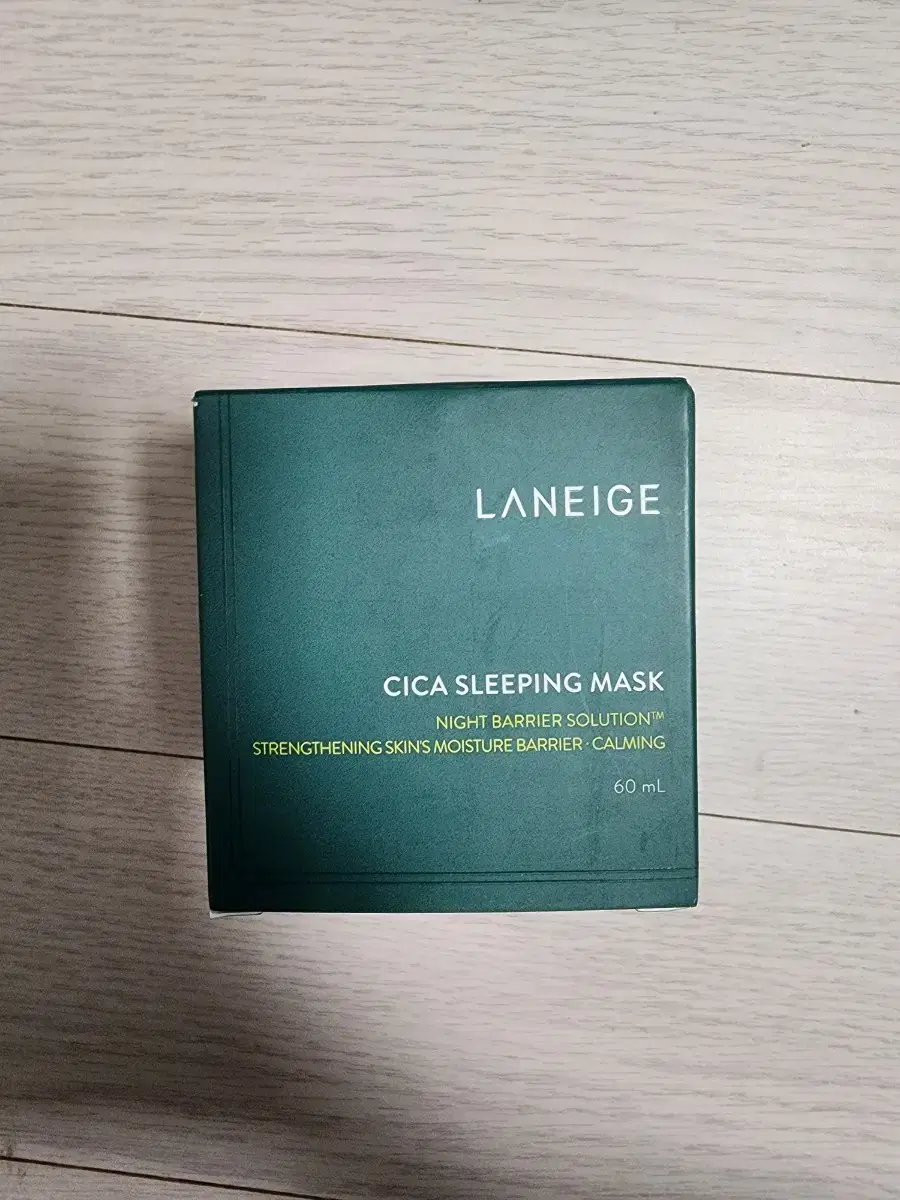 LANEIGE
CICA SLEEPING MASK
NIGHT BARRIER SOLUTION™
STRENGTHENING SKIN'S MOISTURE BARRIER · CALMING
60 mL